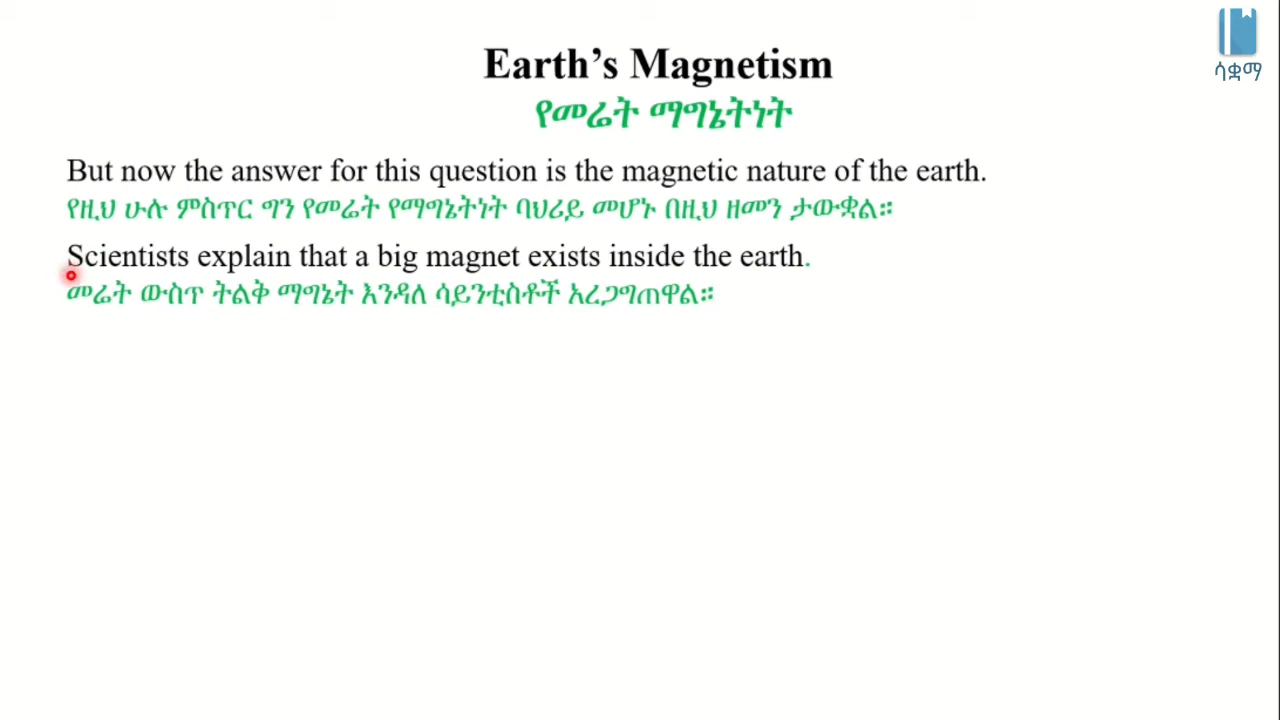 Earth's Magnetism
የመሬት ማግኔትነት
But now the answer for this question is the magnetic nature of the earth.
የዚህ ሁሉ ምስጥር ግን የመሬት የማግኔትነት ባህሪይ መሆኑ በዚህ ዘመን ታውቋል።
Scientists explain that a big magnet exists inside the earth.
መሬት ውስጥ ትልቅ ማግኔት እንዳለ ሳይንቲስቶች አረጋግጠዋል።
ሳቋማ